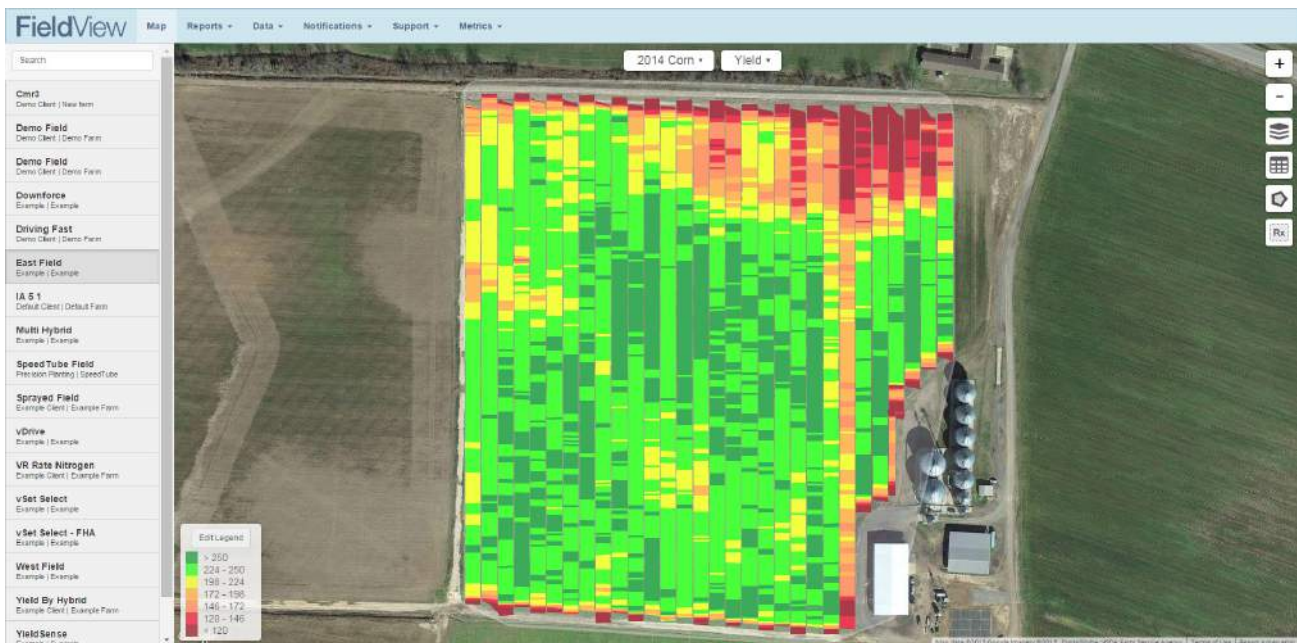 FieldView Map Reports Data Notifications Support Metrics
Search
2014 Corn Yield
Cmr3
Demo Client | New farm
Demo Field
Demo Client | Demo Farm
Demo Field
Demo Client | Demo Farm
Downforce
Example | Example
Driving Fast
Demo Client | Demo Farm
East Field
Example | Example
IA 5 1
Default Client | Default Farm
Multi Hybrid
Example | Example
SpeedTube Field
Precision Planting | SpeedTube
Sprayed Field
Example Client | Example Farm
vDrive
Example | Example
VR Rate Nitrogen
Example Client | Example Farm
vSet Select
Example | Example
vSet Select - FHA
Example | Example
West Field
Example | Example
Yield By Hybrid
Example Client | Example Farm
YieldSense
+
-
Rx
Edit Legend
> 250
224 - 250
198 - 224
172 - 198
146 - 172
120 - 146
< 120